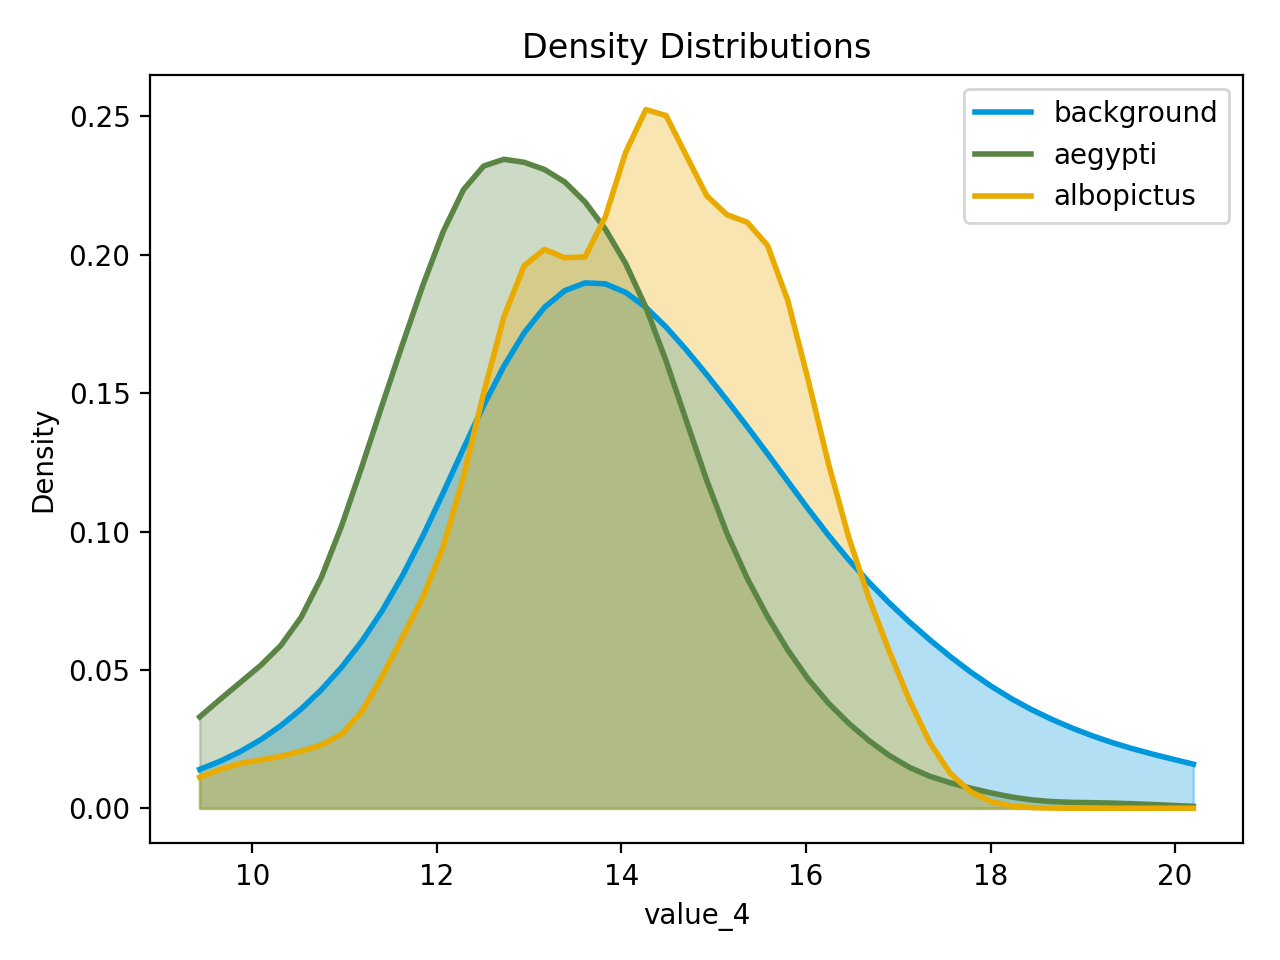 Density Distributions
background
aegypti
albopictus
0.25
0.20
0.15
0.10
0.05
0.00
Density
10 12 14 16 18 20
value_4